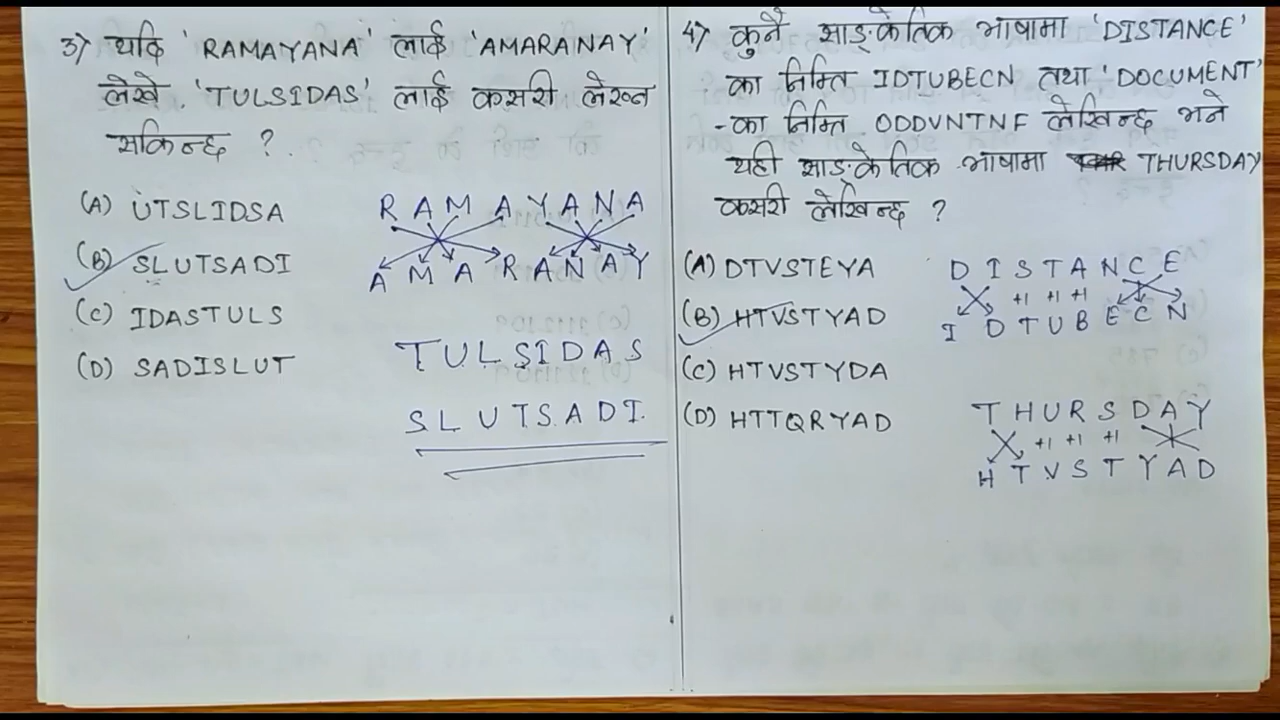 3) यदि 'RAMAYANA' लाई 'AMARANAY'
लेखे . 'TULSIDAS' लाई कसरी लेख्न
सकिन्छ ?
(A) UTSLIDSA
(B) SLUTSADI
(C) IDASTULS
(D) SADISLUT
R A M A Y A N A
A M A R A N A Y
T U L S I D A S
S L U T S A D I.
4) कुनै साङ्केतिक भाषामा 'DISTANCE'
का निम्ति IDTUBECN तथा 'DOCUMENT'
-का निम्ति ODDVNTNF लेखिन्छ भने
यही साङ्केतिक भाषामा THURSDAY
कसरी लेखिन्छ ?
(A) DTVSTEYA
(B) HTVSTYAD
(C) HTVSTYDA
(D) HTTQRYAD
D I S T A N C E
+1 +1 +1
I D T U B E C N
T H U R S D A Y
+1 +1 +1
H T V S T Y A D